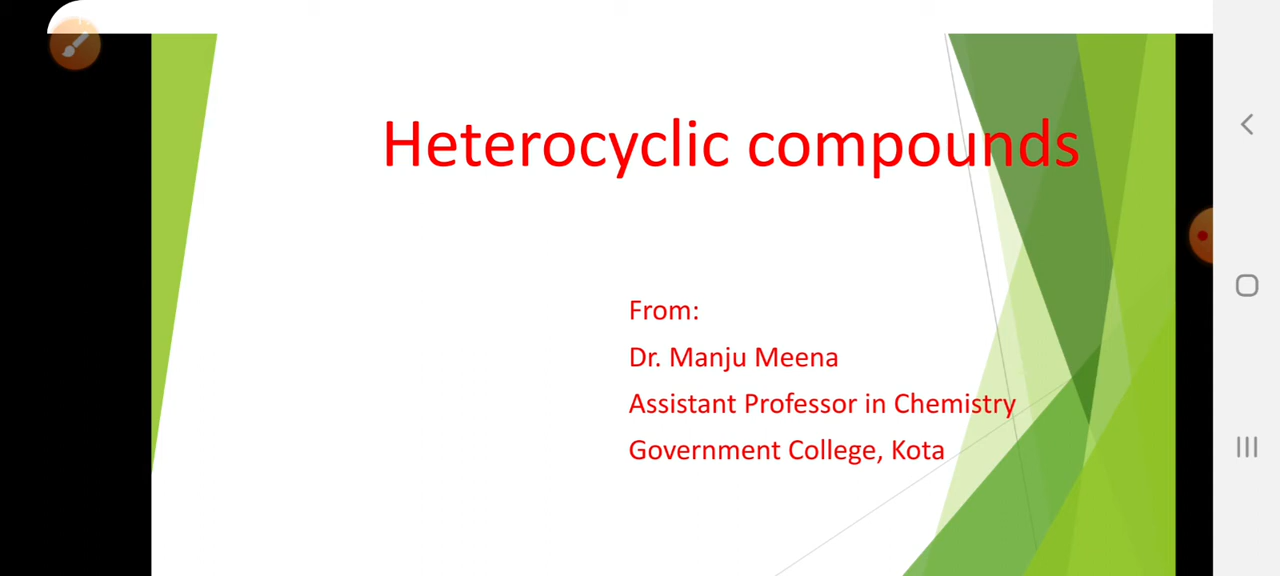 Heterocyclic compounds
From:
Dr. Manju Meena
Assistant Professor in Chemistry
Government College, Kota